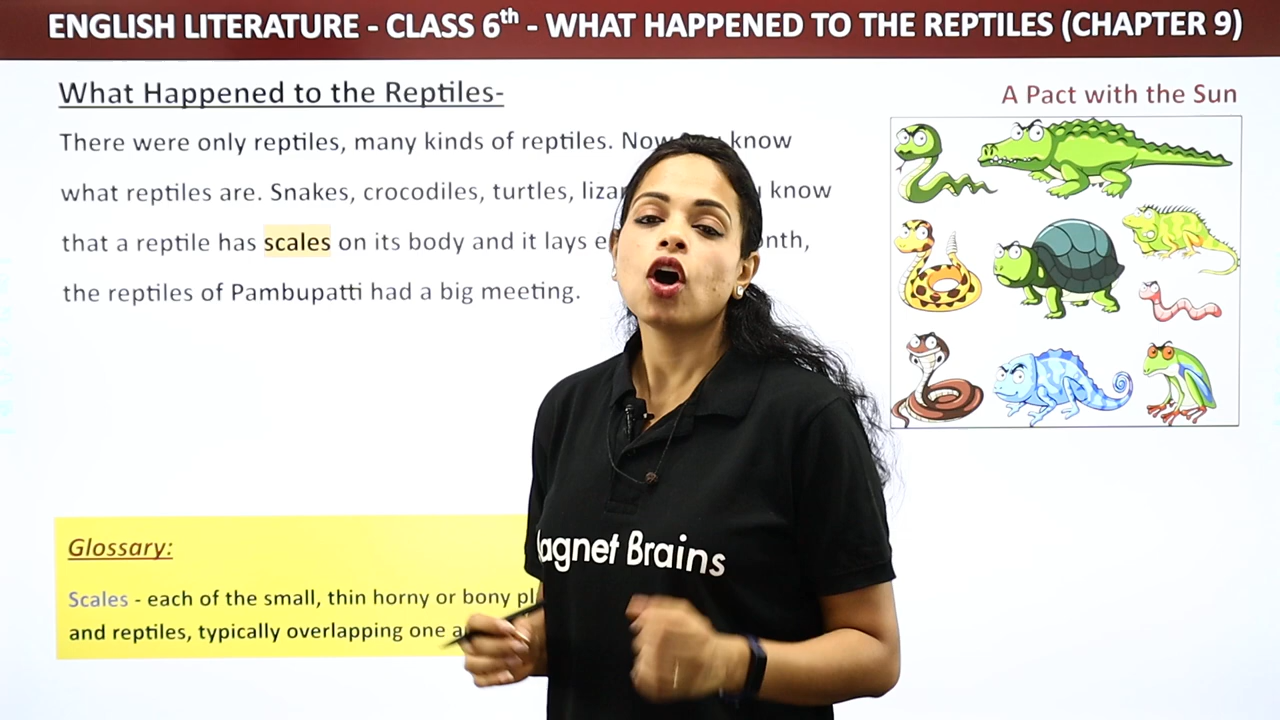 ENGLISH LITERATURE - CLASS 6th - WHAT HAPPENED TO THE REPTILES (CHAPTER 9)
What Happened to the Reptiles-
A Pact with the Sun
There were only reptiles, many kinds of reptiles. Now know
what reptiles are. Snakes, crocodiles, turtles, know
that a reptile has scales on its body and it lays
the reptiles of Pambupatti had a big meeting.
Glossary:
Scales - each of the small, thin horny or bony
and reptiles, typically overlapping one
agnet Brains